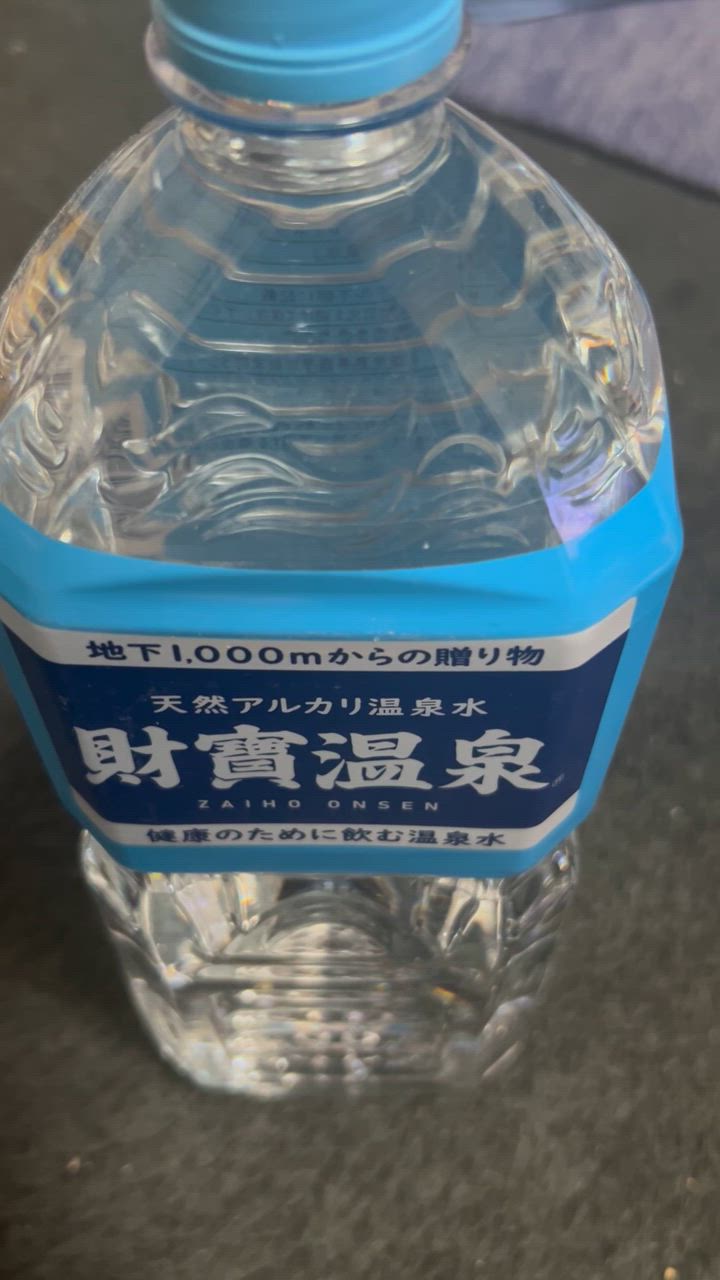 地下1,000mからの贈り物
天然アルカリ温泉水
財寶温泉
ZAIHO ONSEN
健康のために飲む温泉水